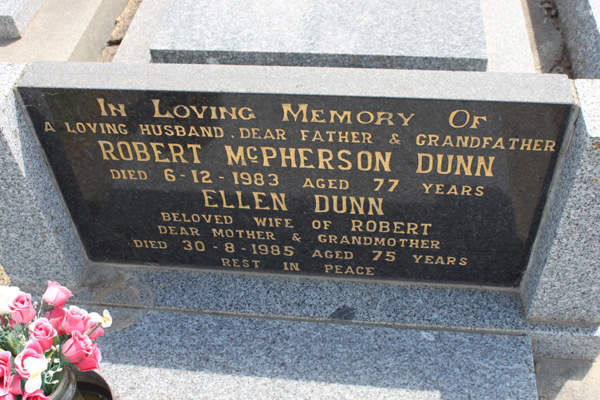 In Loving Memory Of
A LOVING HUSBAND, DEAR FATHER & GRANDFATHER
ROBERT McPHERSON DUNN
DIED 6-12-1983 AGED 77 YEARS
ELLEN DUNN
BELOVED WIFE OF ROBERT
DEAR MOTHER & GRANDMOTHER
DIED 30-8-1985 AGED 75 YEARS
REST IN PEACE